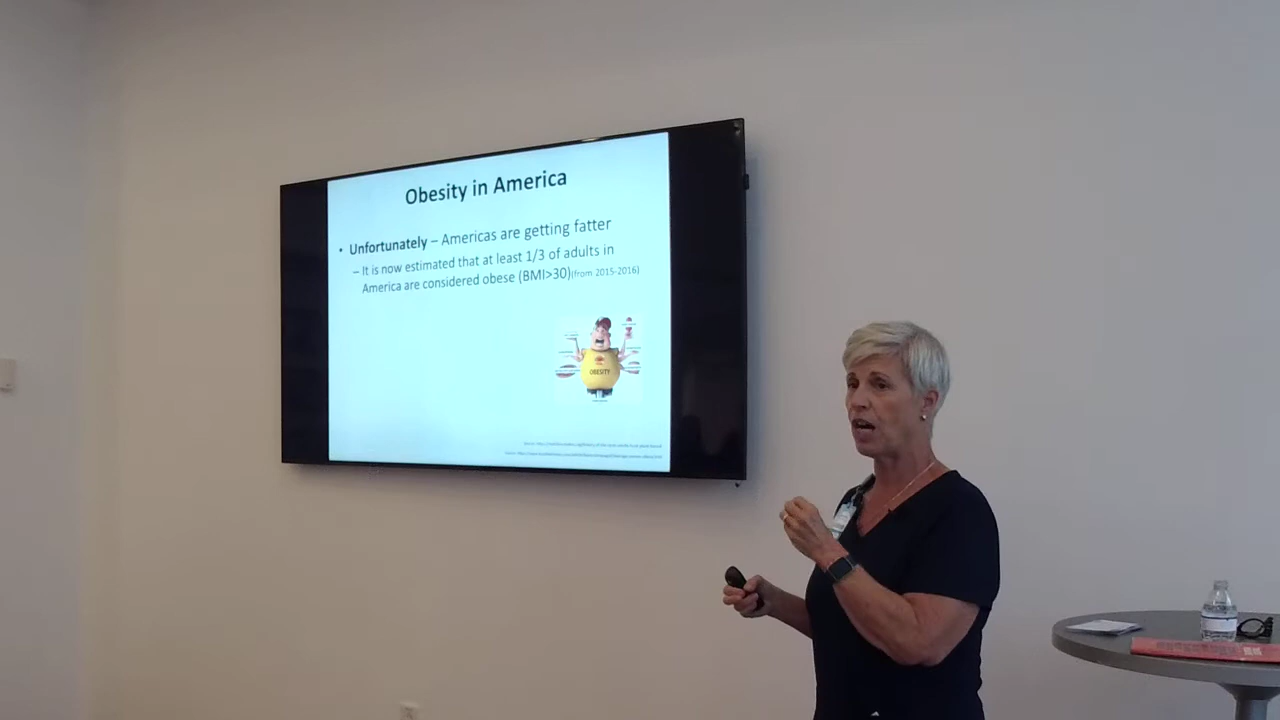 Obesity in America
• Unfortunately – Americas are getting fatter
– It is now estimated that at least 1/3 of adults in
America are considered obese (BMI>30)(from 2015-2016)
OBESITY